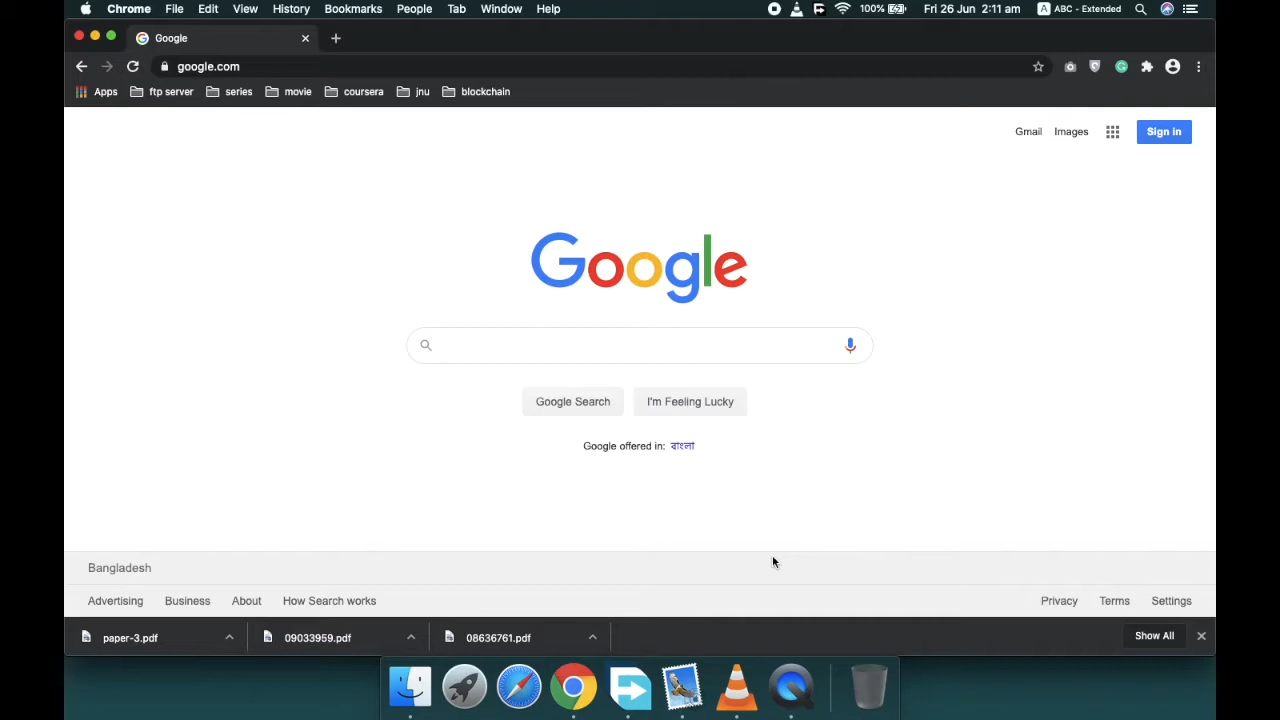 Chrome File Edit View History Bookmarks People Tab Window Help 100% Fri 26 Jun 2:11 am A ABC - Extended
Google
google.com
Apps ftp server series movie coursera jnu blockchain
Gmail Images Sign in
Google
Google Search I'm Feeling Lucky
Google offered in: বাংলা
Bangladesh
Advertising Business About How Search works Privacy Terms Settings
paper-3.pdf 09033959.pdf 08636761.pdf Show All